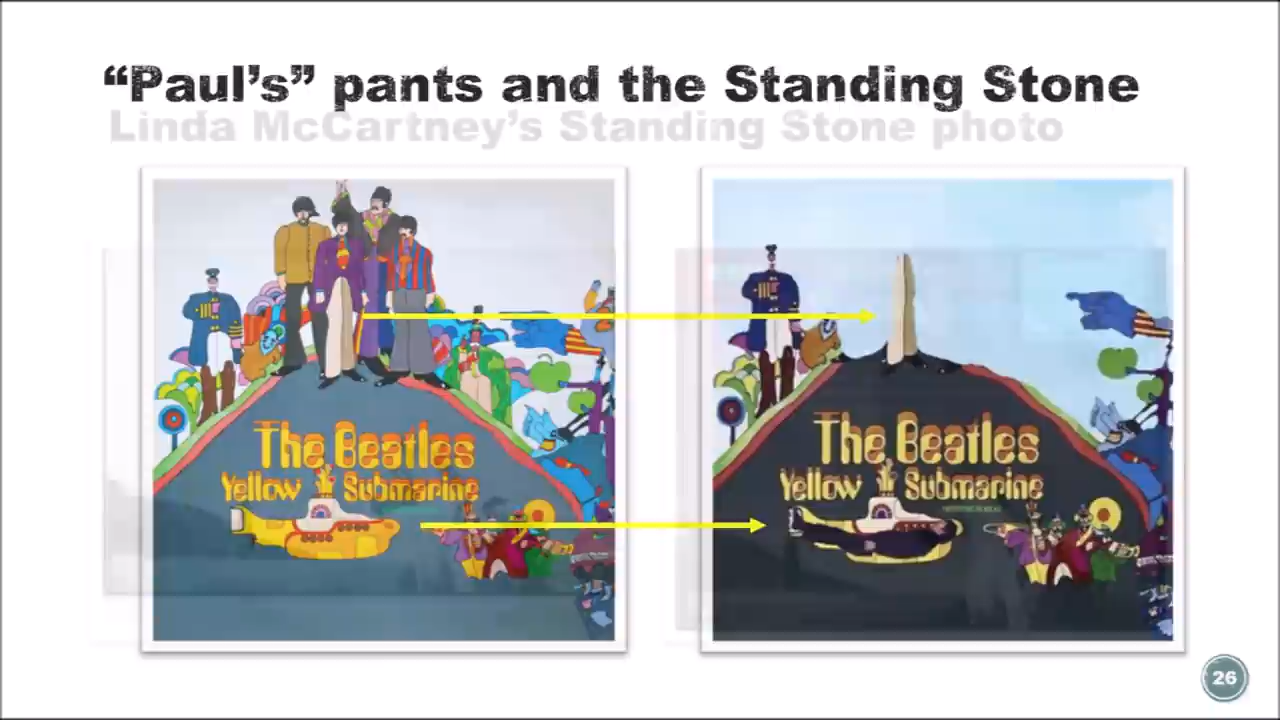 “Paul’s” pants and the Standing Stone
Linda McCartney’s Standing Stone photo
The Beatles
Yellow Submarine
The Beatles
Yellow Submarine
26